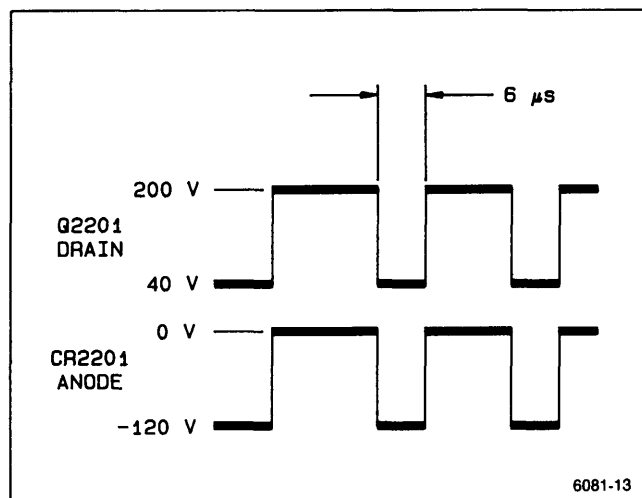 6 µs
200 V
Q2201
DRAIN
40 V
0 V
CR2201
ANODE
-120 V
6081-13